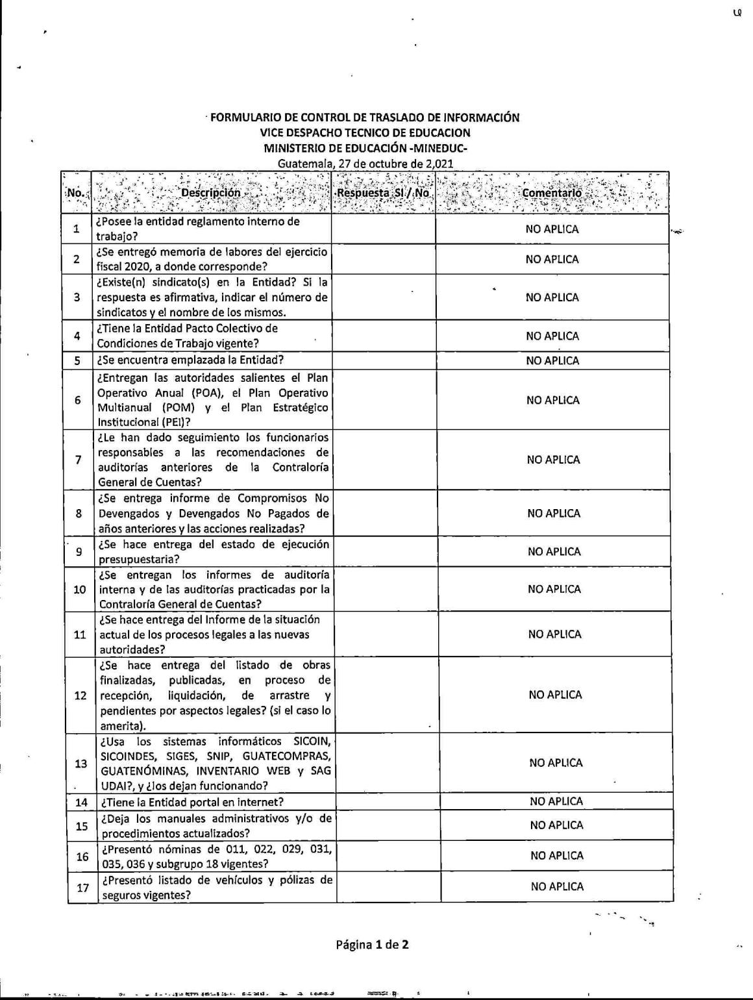 FORMULARIO DE CONTROL DE TRASLADO DE INFORMACIÓN
VICE DESPACHO TECNICO DE EDUCACION
MINISTERIO DE EDUCACIÓN -MINEDUC-
Guatemala, 27 de octubre de 2,021
No. Descripción Respuesta SI / No Comentario
1 ¿Posee la entidad reglamento interno de
trabajo? NO APLICA
2 ¿Se entregó memoria de labores del ejercicio
fiscal 2020, a donde corresponde? NO APLICA
3 ¿Existe(n) sindicato(s) en la Entidad? Si la
respuesta es afirmativa, indicar el número de
sindicatos y el nombre de los mismos. NO APLICA
4 ¿Tiene la Entidad Pacto Colectivo de
Condiciones de Trabajo vigente? NO APLICA
5 ¿Se encuentra emplazada la Entidad? NO APLICA
6 ¿Entregan las autoridades salientes el Plan
Operativo Anual (POA), el Plan Operativo
Multianual (POM) y el Plan Estratégico
Institucional (PEI)? NO APLICA
7 ¿Le han dado seguimiento los funcionarios
responsables a las recomendaciones de
auditorías anteriores de la Contraloría
General de Cuentas? NO APLICA
8 ¿Se entrega informe de Compromisos No
Devengados y Devengados No Pagados de
años anteriores y las acciones realizadas? NO APLICA
9 ¿Se hace entrega del estado de ejecución
presupuestaria? NO APLICA
10 ¿Se entregan los informes de auditoría
interna y de las auditorías practicadas por la
Contraloría General de Cuentas? NO APLICA
11 ¿Se hace entrega del Informe de la situación
actual de los procesos legales a las nuevas
autoridades? NO APLICA
12 ¿Se hace entrega del listado de obras
finalizadas, publicadas, en proceso de
recepción, liquidación, de arrastre y
pendientes por aspectos legales? (si el caso lo
amerita). NO APLICA
13 ¿Usa los sistemas informáticos SICOIN,
SICOINDES, SIGES, SNIP, GUATECOMPRAS,
GUATENÓMINAS, INVENTARIO WEB y SAG
UDAI?, y ¿los dejan funcionando? NO APLICA
14 ¿Tiene la Entidad portal en internet? NO APLICA
15 ¿Deja los manuales administrativos y/o de
procedimientos actualizados? NO APLICA
16 ¿Presentó nóminas de 011, 022, 029, 031,
035, 036 y subgrupo 18 vigentes? NO APLICA
17 ¿Presentó listado de vehículos y pólizas de
seguros vigentes? NO APLICA
Página 1 de 2